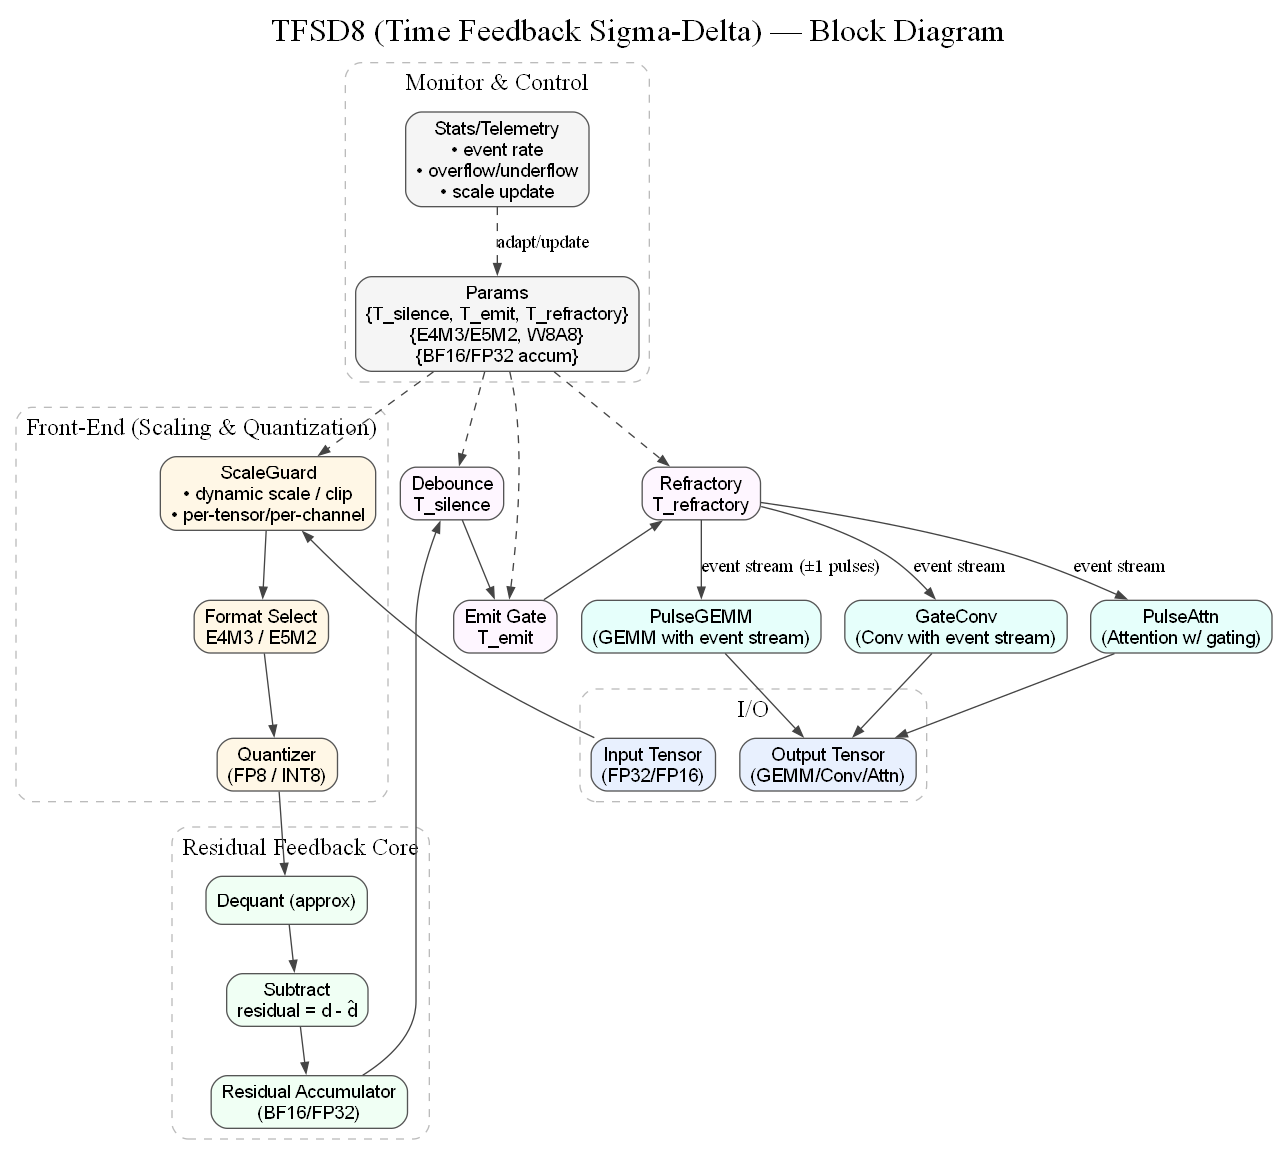 TFSD8 (Time Feedback Sigma-Delta) — Block Diagram
Monitor & Control
Stats/Telemetry
• event rate
• overflow/underflow
• scale update
adapt/update
Params
{T_silence, T_emit, T_refractory}
{E4M3/E5M2, W8A8}
{BF16/FP32 accum}
Front-End (Scaling & Quantization)
ScaleGuard
• dynamic scale / clip
• per-tensor/per-channel
Debounce
T_silence
Refractory
T_refractory
event stream (±1 pulses)
event stream
event stream
Format Select
E4M3 / E5M2
Emit Gate
T_emit
PulseGEMM
(GEMM with event stream)
GateConv
(Conv with event stream)
PulseAttn
(Attention w/ gating)
I/O
Quantizer
(FP8 / INT8)
Input Tensor
(FP32/FP16)
Output Tensor
(GEMM/Conv/Attn)
Residual Feedback Core
Dequant (approx)
Subtract
residual = d - d̂
Residual Accumulator
(BF16/FP32)